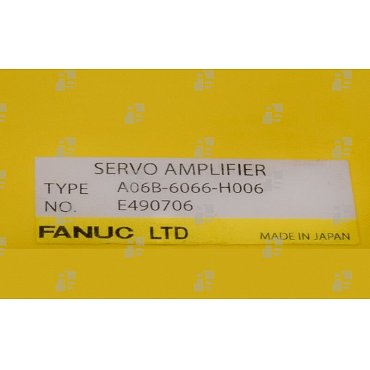 SERVO AMPLIFIER
TYPE A06B-6066-H006
NO. E490706
FANUC LTD MADE IN JAPAN